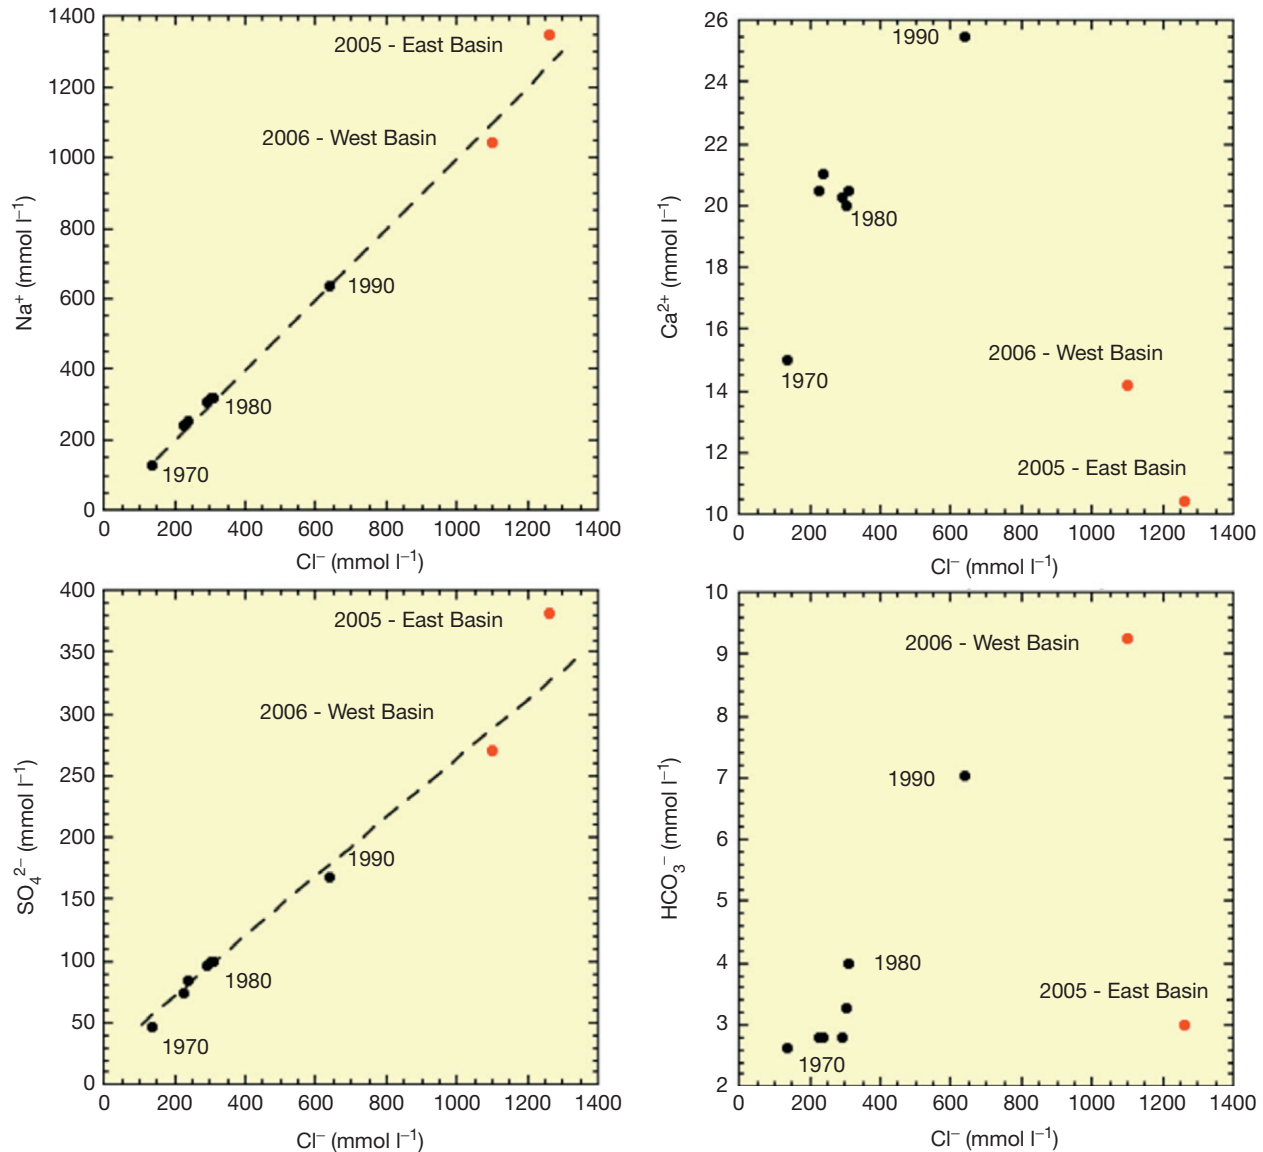 1400
1200
1000
800
600
400
200
0
Na⁺ (mmol l⁻¹)
2005 - East Basin
2006 - West Basin
1990
1980
1970
0 200 400 600 800 1000 1200 1400
Cl⁻ (mmol l⁻¹)
26
24
22
20
18
16
14
12
10
Ca²⁺ (mmol l⁻¹)
1990
1980
2006 - West Basin
1970
2005 - East Basin
0 200 400 600 800 1000 1200 1400
Cl⁻ (mmol l⁻¹)
400
350
300
250
200
150
100
50
0
SO₄²⁻ (mmol l⁻¹)
2005 - East Basin
2006 - West Basin
1990
1980
1970
0 200 400 600 800 1000 1200 1400
Cl⁻ (mmol l⁻¹)
10
9
8
7
6
5
4
3
2
HCO₃⁻ (mmol l⁻¹)
2006 - West Basin
1990
1980
2005 - East Basin
1970
0 200 400 600 800 1000 1200 1400
Cl⁻ (mmol l⁻¹)